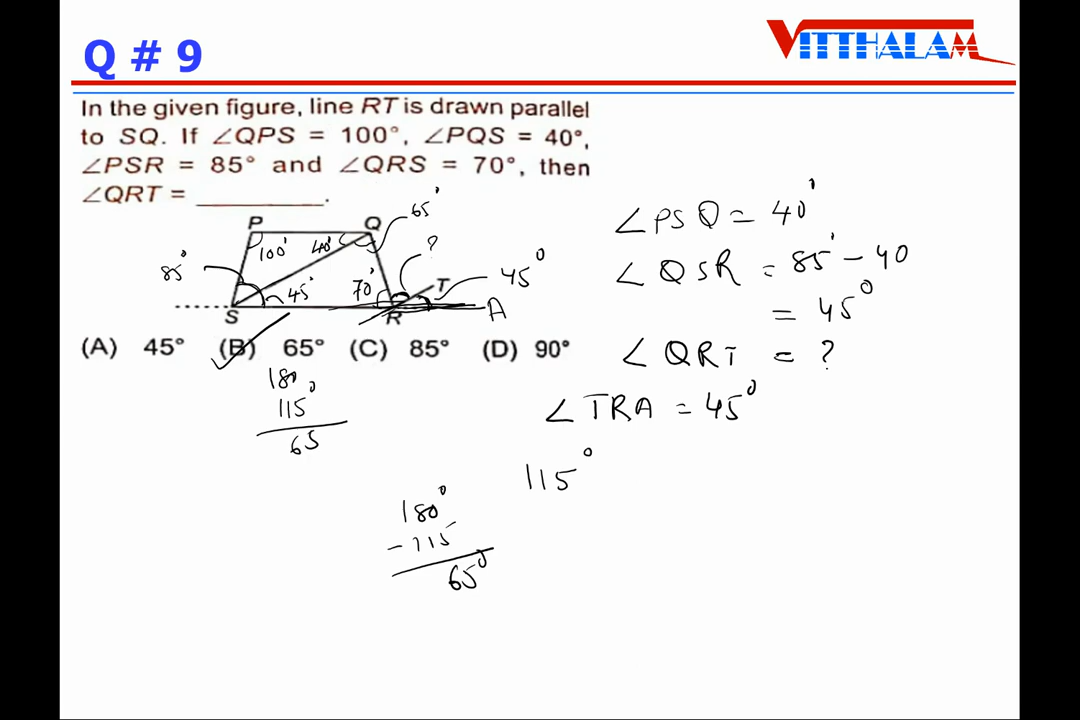 Q # 9
VITTHALAM
In the given figure, line RT is drawn parallel
to SQ. If ∠QPS = 100°, ∠PQS = 40°,
∠PSR = 85° and ∠QRS = 70°, then
∠QRT = __________.
P Q 65°
100° 40° ?
85° 45° 70° T 45°
S R A
(A) 45° (B) 65° (C) 85° (D) 90°
180
115°
65
180°
-115
65°
∠PSQ = 40°
∠QSR = 85° - 40
= 45°
∠QRT = ?
∠TRA = 45°
115°